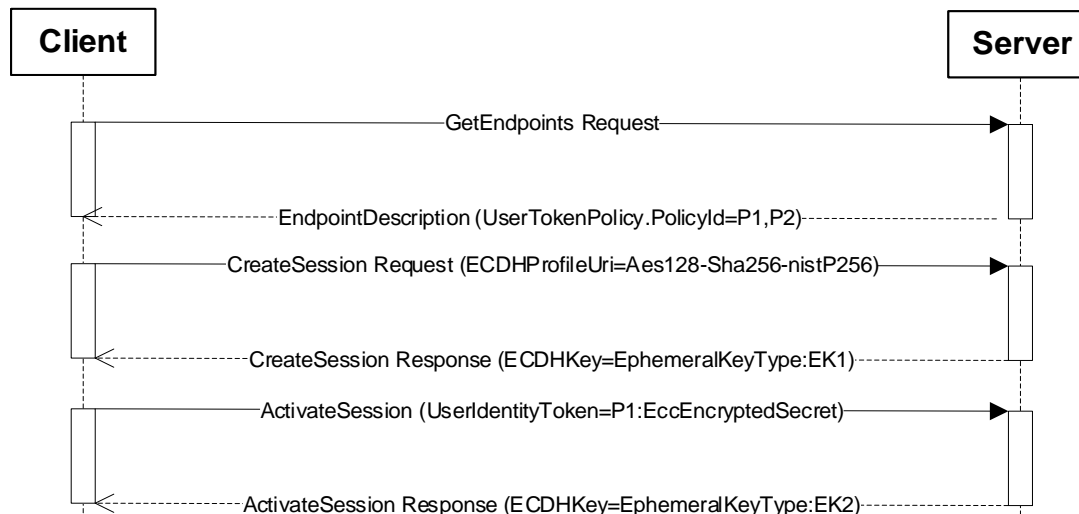 Client
Server
GetEndpoints Request
EndpointDescription (UserTokenPolicy.PolicyId=P1,P2)
CreateSession Request (ECDHProfileUri=Aes128-Sha256-nistP256)
CreateSession Response (ECDHKey=EphemeralKeyType:EK1)
ActivateSession (UserIdentityToken=P1:EccEncryptedSecret)
ActivateSession Response (ECDHKey=EphemeralKeyType:EK2)